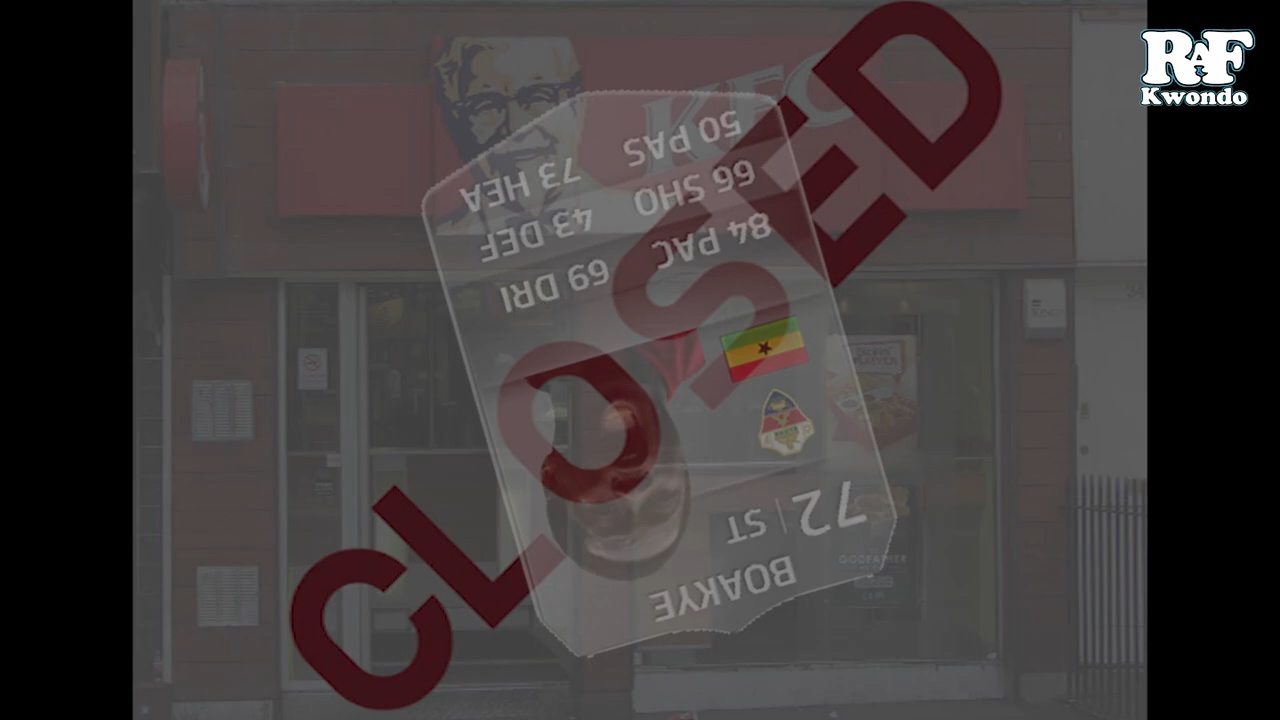 RAF
Kwondo
KFC
CLOSED
BOAKYE
72 | ST
84 PAC
69 DRI
66 SHO
43 DEF
50 PAS
73 HEA
GODFATHER